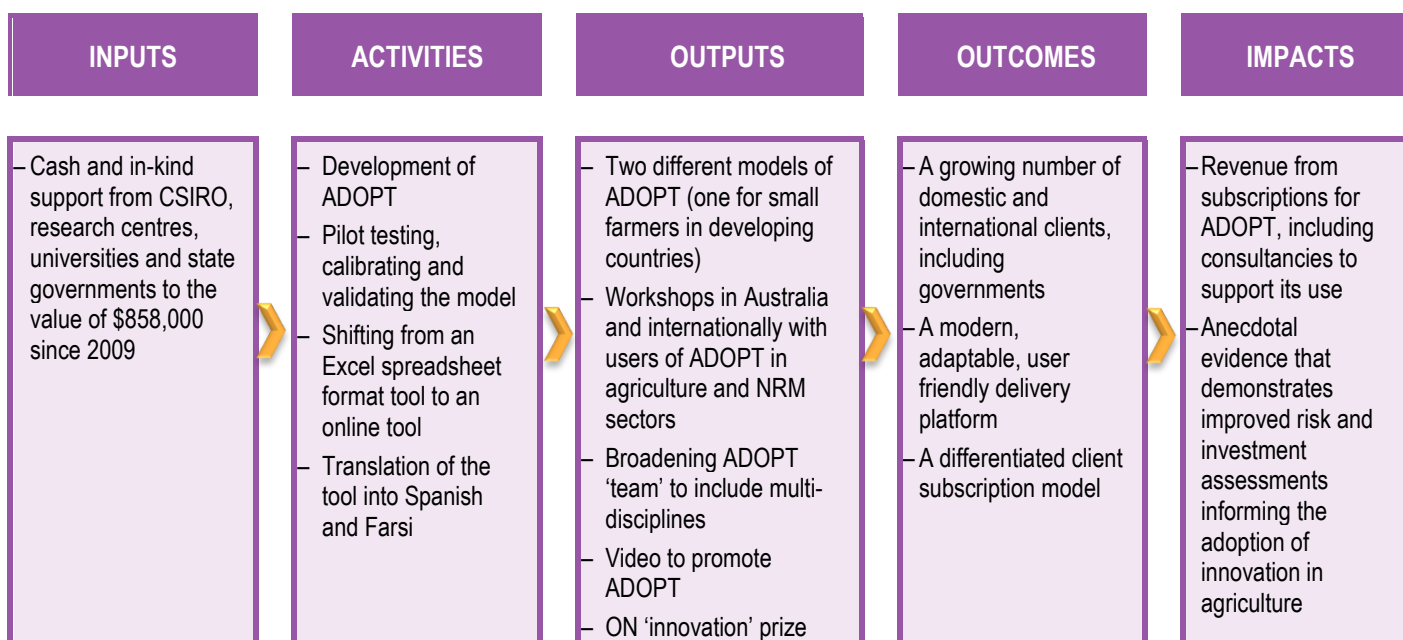 INPUTS
ACTIVITIES
OUTPUTS
OUTCOMES
IMPACTS
– Cash and in-kind
support from CSIRO,
research centres,
universities and state
governments to the
value of $858,000
since 2009
– Development of
ADOPT
– Pilot testing,
calibrating and
validating the model
– Shifting from an
Excel spreadsheet
format tool to an
online tool
– Translation of the
tool into Spanish
and Farsi
– Two different models of
ADOPT (one for small
farmers in developing
countries)
– Workshops in Australia
and internationally with
users of ADOPT in
agriculture and NRM
sectors
– Broadening ADOPT
‘team’ to include multi-
disciplines
– Video to promote
ADOPT
– ON ‘innovation’ prize
– A growing number of
domestic and
international clients,
including
governments
– A modern,
adaptable, user
friendly delivery
platform
– A differentiated client
subscription model
– Revenue from
subscriptions for
ADOPT, including
consultancies to
support its use
– Anecdotal
evidence that
demonstrates
improved risk and
investment
assessments
informing the
adoption of
innovation in
agriculture